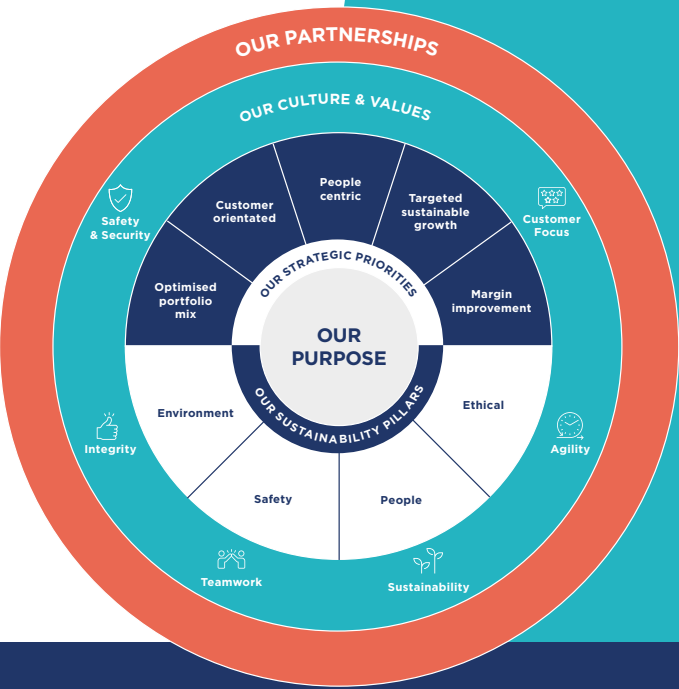 OUR PARTNERSHIPS
OUR CULTURE & VALUES
People
centric
Customer
orientated
Targeted
sustainable
growth
Safety
& Security
Customer
Focus
OUR STRATEGIC PRIORITIES
Optimised
portfolio
mix
Margin
improvement
OUR
PURPOSE
OUR SUSTAINABILITY PILLARS
Environment
Ethical
Integrity
Agility
Safety
People
Teamwork
Sustainability